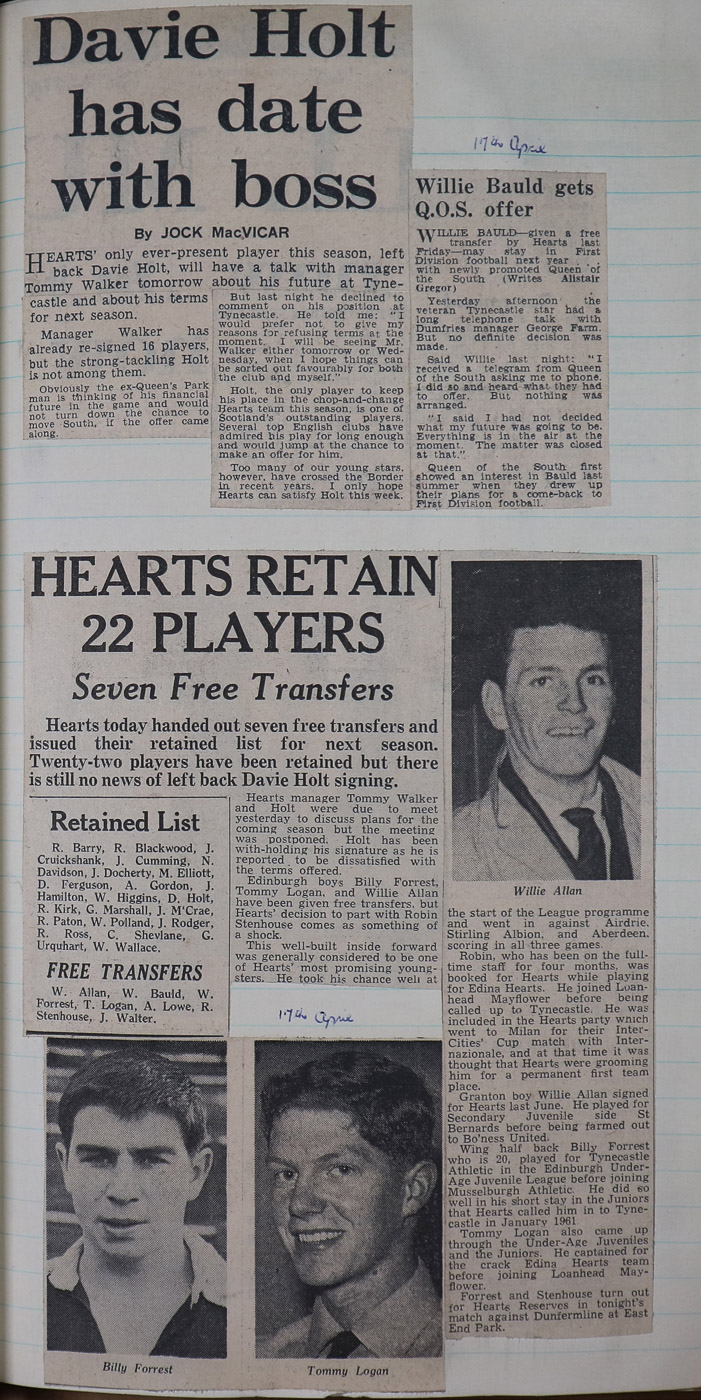 Davie Holt
has date
with boss
By JOCK MacVICAR
HEARTS' only ever-present player this season, left
back Davie Holt, will have a talk with manager
Tommy Walker tomorrow about his future at Tyne-
castle and about his terms
for next season.
Manager Walker has
already re-signed 16 players,
but the strong-tackling Holt
is not among them.
Obviously the ex-Queen's Park
man is thinking of his financial
future in the game and would
not turn down the chance to
move South, if the offer came
along.
But last night he declined to
comment on his position at
Tynecastle. He told me: "I
would prefer not to give my
reasons for refusing terms at the
moment. I will be seeing Mr.
Walker either tomorrow or Wed-
nesday, when I hope things can
be sorted out favourably for both
the club and myself."
Holt, the only player to keep
his place in the chop-and-change
Hearts team this season, is one of
Scotland's outstanding players.
Several top English clubs have
admired his play for long enough
and would jump at the chance to
make an offer for him.
Too many of our young stars,
however, have crossed the Border
in recent years. I only hope
Hearts can satisfy Holt this week.
17th April
Willie Bauld gets
Q.O.S. offer
WILLIE BAULD—given a free
transfer by Hearts last
Friday—may stay in First
Division football next year . . .
with newly promoted Queen of
the South (Writes Alistair
Gregor)
Yesterday afternoon the
veteran Tynecastle star had a
long telephone talk with
Dumfries manager George Farm.
But no definite decision was
made.
Said Willie last night: "I
received a telegram from Queen
of the South asking me to phone.
I did so and heard what they had
to offer. But nothing was
arranged.
"I said I had not decided
what my future was going to be.
Everything is in the air at the
moment. The matter was closed
at that."
Queen of the South first
showed an interest in Bauld last
summer when they drew up
their plans for a come-back to
First Division football.
HEARTS RETAIN
22 PLAYERS
Seven Free Transfers
Hearts today handed out seven free transfers and
issued their retained list for next season.
Twenty-two players have been retained but there
is still no news of left back Davie Holt signing.
Retained List
R. Barry, R. Blackwood, J.
Cruickshank, J. Cumming, N.
Davidson, J. Docherty, M. Elliott,
D. Ferguson, A. Gordon, J.
Hamilton, W. Higgins, D. Holt,
R. Kirk, G. Marshall, J. M'Crae,
R. Paton, W. Polland, J. Rodger,
R. Ross, C. Shevlane, G.
Urquhart, W. Wallace.
FREE TRANSFERS
W. Allan, W. Bauld, W.
Forrest, T. Logan, A. Lowe, R.
Stenhouse, J. Walter.
Hearts manager Tommy Walker
and Holt were due to meet
yesterday to discuss plans for the
coming season but the meeting
was postponed. Holt has been
with-holding his signature as he is
reported to be dissatisfied with
the terms offered.
Edinburgh boys Billy Forrest,
Tommy Logan, and Willie Allan
have been given free transfers, but
Hearts' decision to part with Robin
Stenhouse comes as something of
a shock.
This well-built inside forward
was generally considered to be one
of Hearts' most promising young-
sters. He took his chance well at
17th April
Willie Allan
the start of the League programme
and went in against Airdrie,
Stirling Albion, and Aberdeen,
scoring in all three games.
Robin, who has been on the full-
time staff for four months, was
booked for Hearts while playing
for Edina Hearts. He joined Loan-
head Mayflower before being
called up to Tynecastle. He was
included in the Hearts party which
went to Milan for their Inter-
Cities' Cup match with Inter-
nazionale, and at that time it was
thought that Hearts were grooming
him for a permanent first team
place.
Granton boy Willie Allan signed
for Hearts last June. He played for
Secondary Juvenile side St
Bernards before being farmed out
to Bo'ness United.
Wing half back Billy Forrest
who is 20, played for Tynecastle
Athletic in the Edinburgh Under-
Age Juvenile League before joining
Musselburgh Athletic. He did so
well in his short stay in the Juniors
that Hearts called him in to Tyne-
castle in January 1961.
Tommy Logan also came up
through the Under-Age Juveniles
and the Juniors. He captained for
the crack Edina Hearts team
before joining Loanhead May-
flower.
Forrest and Stenhouse turn out
for Hearts Reserves in tonight's
match against Dunfermline at East
End Park.
Billy Forrest
Tommy Logan